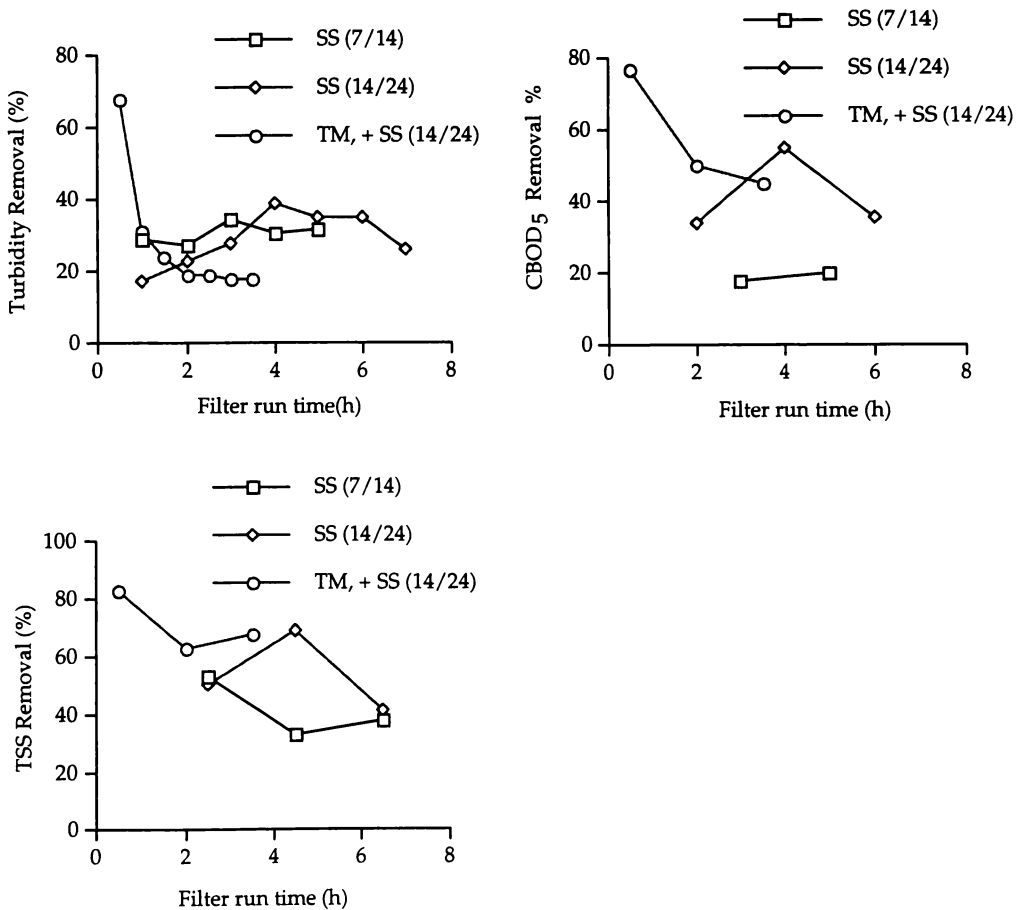 SS (7/14)
SS (14/24)
TM, + SS (14/24)
Turbidity Removal (%)
80
60
40
20
0
0 2 4 6 8
Filter run time(h)
SS (7/14)
SS (14/24)
TM, + SS (14/24)
CBOD5 Removal %
80
60
40
20
0
0 2 4 6 8
Filter run time (h)
SS (7/14)
SS (14/24)
TM, + SS (14/24)
TSS Removal (%)
100
80
60
40
20
0
0 2 4 6 8
Filter run time (h)